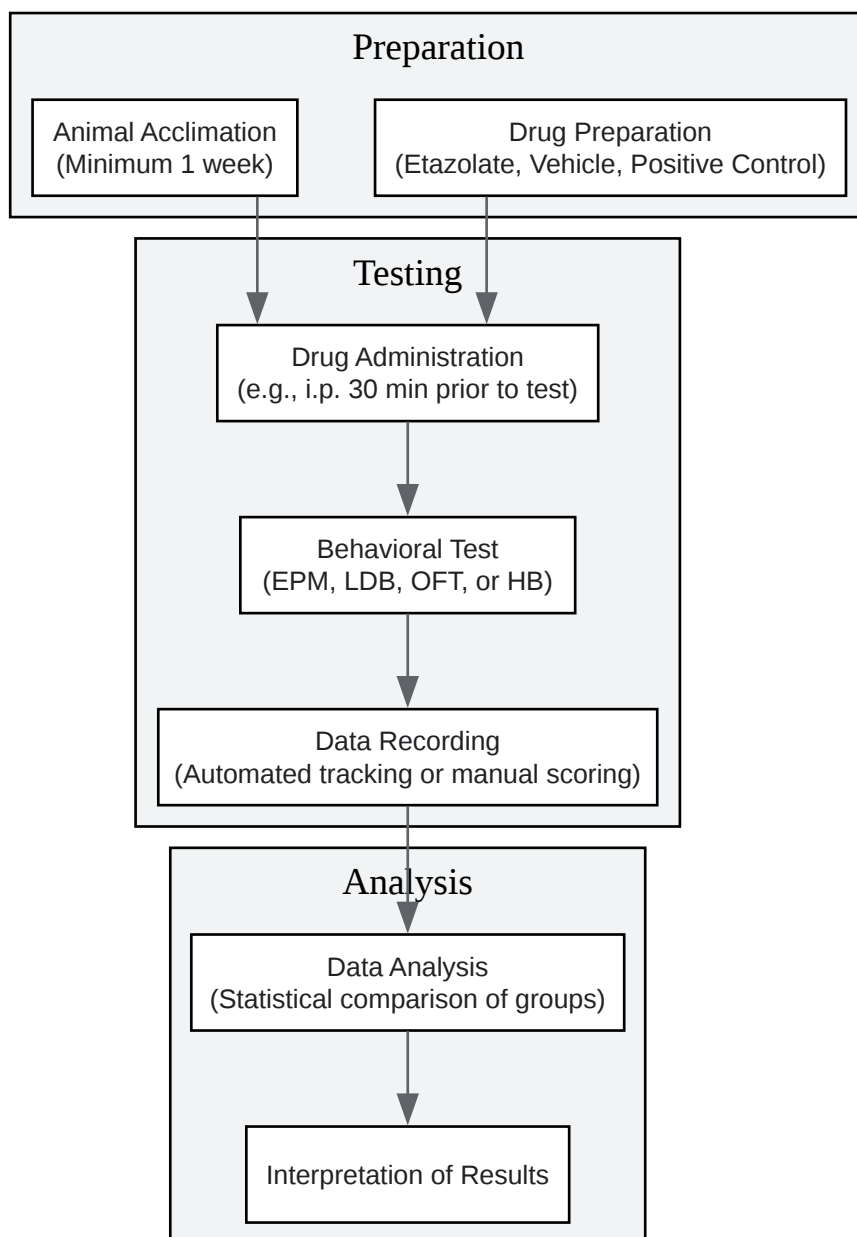 Preparation
Animal Acclimation
(Minimum 1 week)
Drug Preparation
(Etazolate, Vehicle, Positive Control)
Testing
Drug Administration
(e.g., i.p. 30 min prior to test)
Behavioral Test
(EPM, LDB, OFT, or HB)
Data Recording
(Automated tracking or manual scoring)
Analysis
Data Analysis
(Statistical comparison of groups)
Interpretation of Results